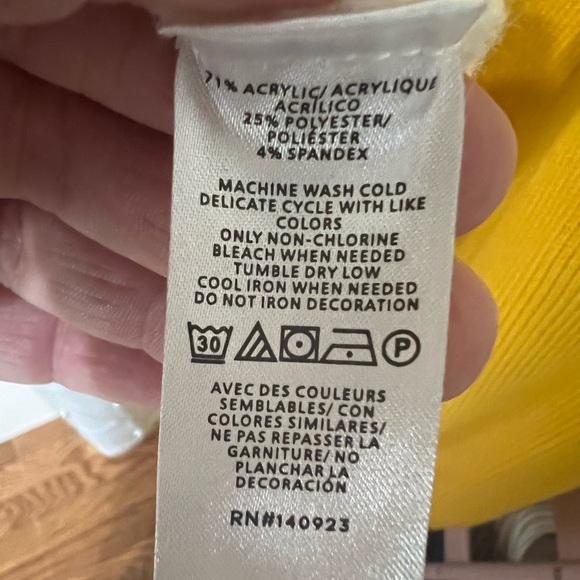 71% ACRYLIC/ ACRYLIQUE
ACRÍLICO
25% POLYESTER/
POLIÉSTER
4% SPANDEX
MACHINE WASH COLD
DELICATE CYCLE WITH LIKE
COLORS
ONLY NON-CHLORINE
BLEACH WHEN NEEDED
TUMBLE DRY LOW
COOL IRON WHEN NEEDED
DO NOT IRON DECORATION
30 P
AVEC DES COULEURS
SEMBLABLES/ CON
COLORES SIMILARES/
NE PAS REPASSER LA
GARNITURE/ NO
PLANCHAR LA
DECORACIÓN
RN#140923